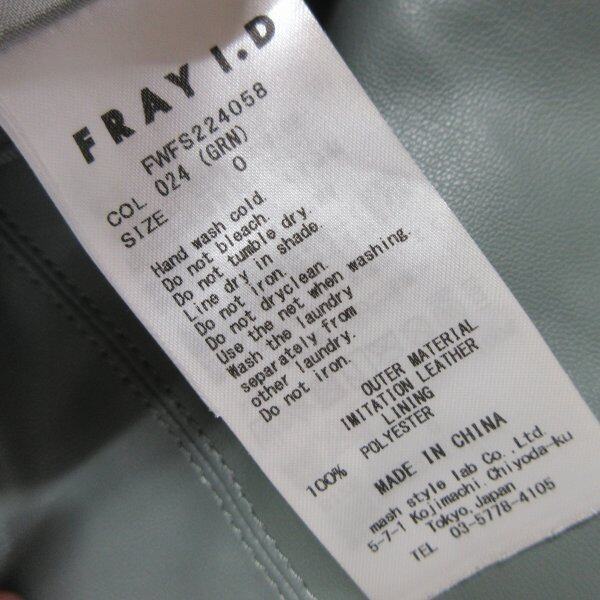 FRAY I.D
FWFS224058
COL 024 (GRN)
SIZE 0
Hand wash cold.
Do not bleach.
Do not tumble dry.
Line dry in shade.
Do not iron.
Do not dryclean
Use the net when washing.
Wash the laundry
separately from
other laundry.
Do not iron.
OUTER MATERIAL
IMITATION LEATHER
LINING
100% POLYESTER
MADE IN CHINA
mash style lab Co., Ltd.
5-7-1 Kojimachi, Chiyoda-ku
Tokyo, Japan
TEL 03-5778-4105